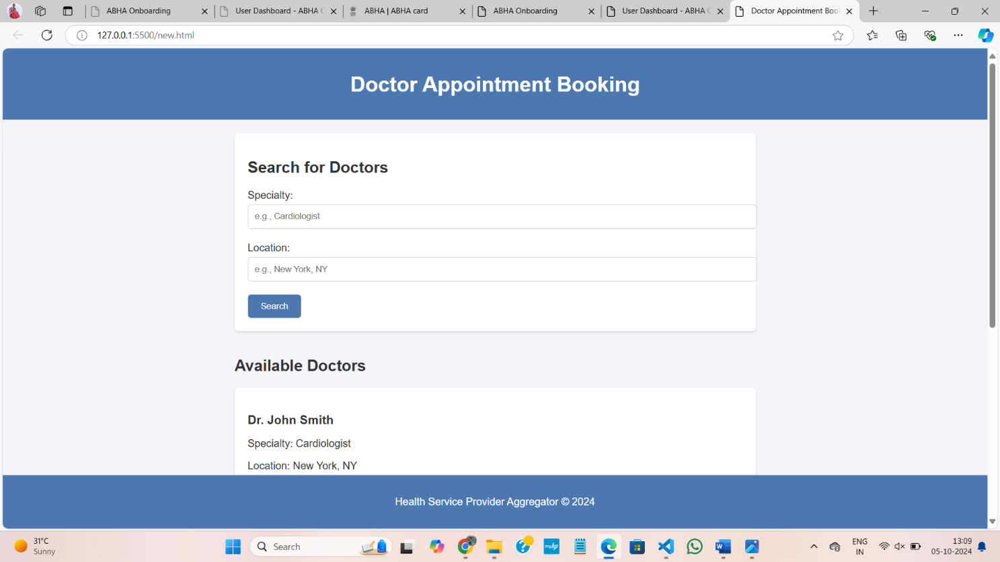 ABHA Onboarding
User Dashboard - ABHA C
ABHA | ABHA card
ABHA Onboarding
User Dashboard - ABHA C
Doctor Appointment Boo
127.0.0.1:5500/new.html
Doctor Appointment Booking
Search for Doctors
Specialty:
e.g., Cardiologist
Location:
e.g., New York, NY
Search
Available Doctors
Dr. John Smith
Specialty: Cardiologist
Location: New York, NY
Health Service Provider Aggregator © 2024
31°C
Sunny
Search
myhp
ENG
IN
13:09
05-10-2024